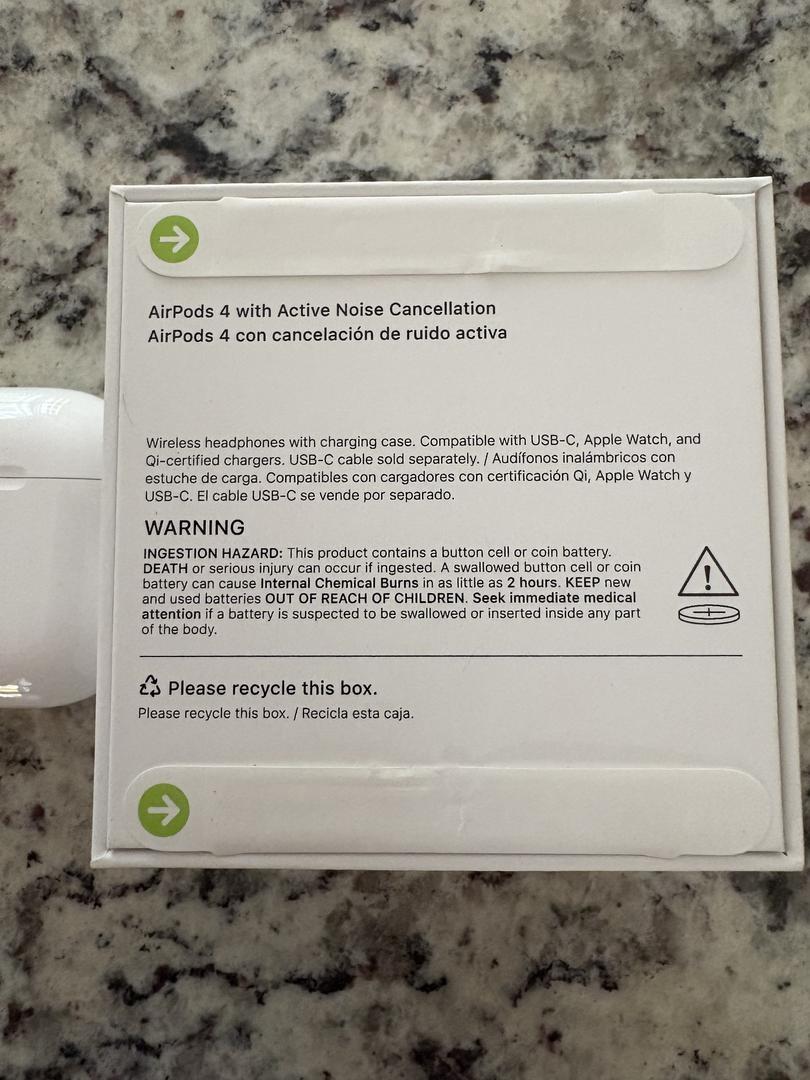 AirPods 4 with Active Noise Cancellation
AirPods 4 con cancelación de ruido activa
Wireless headphones with charging case. Compatible with USB-C, Apple Watch, and
Qi-certified chargers. USB-C cable sold separately. / Audífonos inalámbricos con
estuche de carga. Compatibles con cargadores con certificación Qi, Apple Watch y
USB-C. El cable USB-C se vende por separado.
WARNING
INGESTION HAZARD: This product contains a button cell or coin battery.
DEATH or serious injury can occur if ingested. A swallowed button cell or coin
battery can cause Internal Chemical Burns in as little as 2 hours. KEEP new
and used batteries OUT OF REACH OF CHILDREN. Seek immediate medical
attention if a battery is suspected to be swallowed or inserted inside any part
of the body.
Please recycle this box.
Please recycle this box. / Recicla esta caja.